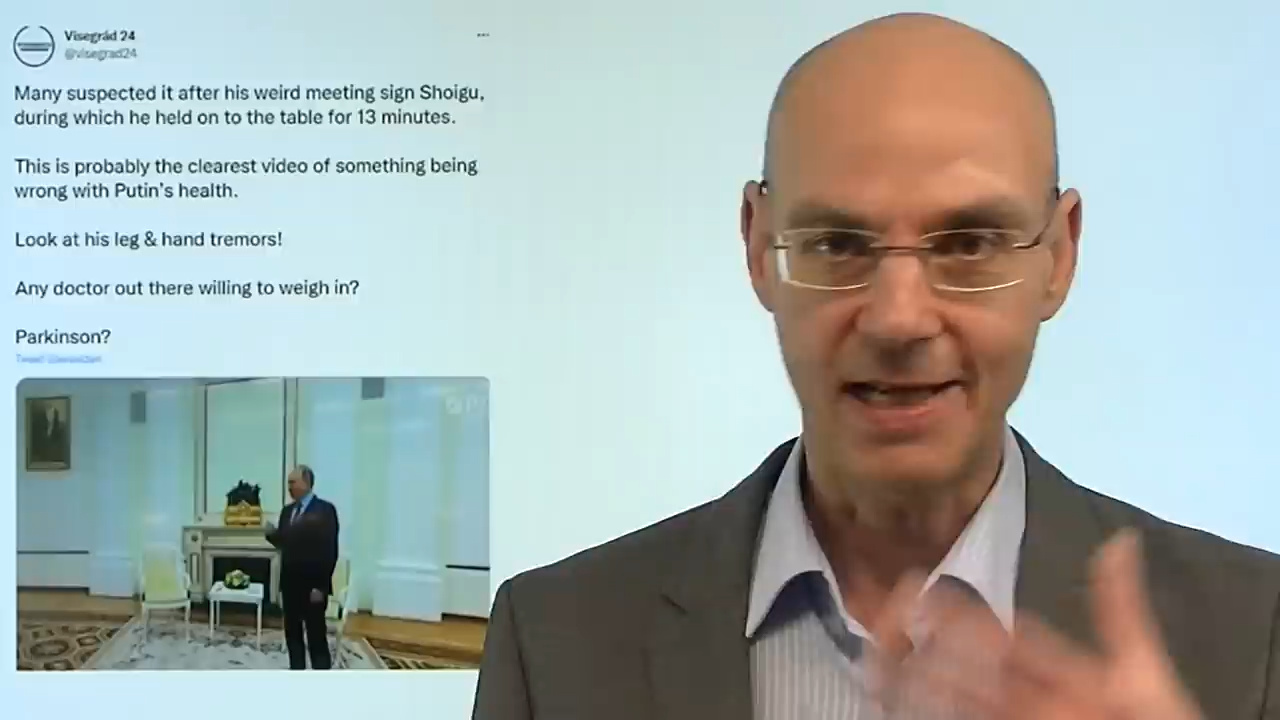 Visegrád 24
@visegrad24
Many suspected it after his weird meeting sign Shoigu,
during which he held on to the table for 13 minutes.
This is probably the clearest video of something being
wrong with Putin's health.
Look at his leg & hand tremors!
Any doctor out there willing to weigh in?
Parkinson?
Tweet übersetzen